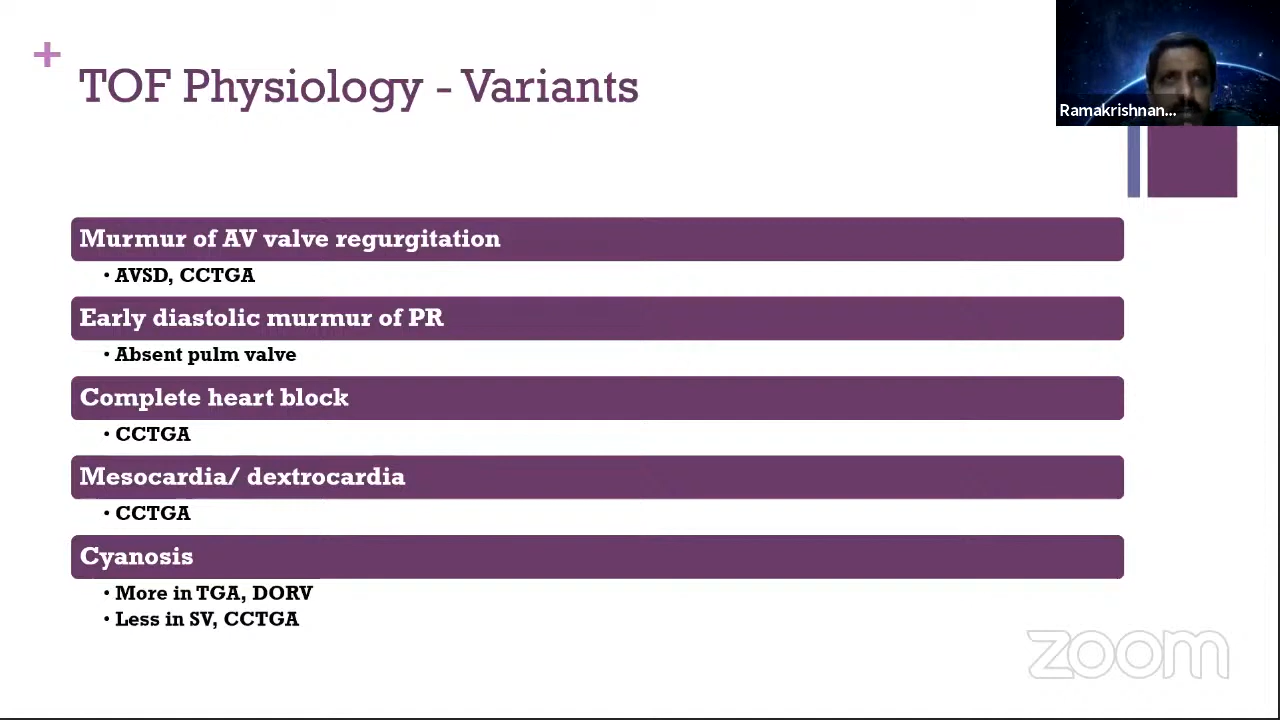 + TOF Physiology - Variants
Ramakrishnan...
Murmur of AV valve regurgitation
• AVSD, CCTGA
Early diastolic murmur of PR
• Absent pulm valve
Complete heart block
• CCTGA
Mesocardia/ dextrocardia
• CCTGA
Cyanosis
• More in TGA, DORV
• Less in SV, CCTGA
zoom